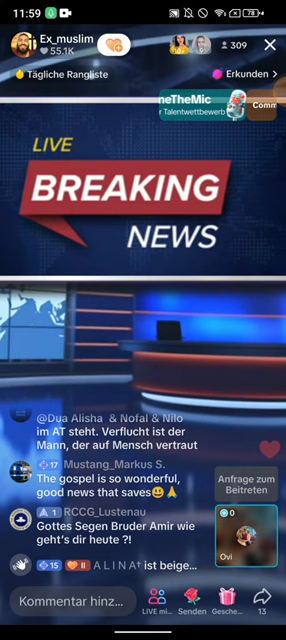 11:59
78
Ex_muslim
55.1K
309
Tägliche Rangliste
Erkunden >
neTheMic
r Talentwettbewerb
Comm
LIVE
BREAKING
NEWS
@Dua Alisha & Nofal & Nilo
im AT steht. Verflucht ist der
Mann, der auf Mensch vertraut
17 Mustang_Markus S.
The gospel is so wonderful,
good news that saves😃🙏
1 RCCG_Lustenau
Gottes Segen Bruder Amir wie
geht's dir heute ?!
15 II A L I N A† ist beige...
Anfrage zum
Beitreten
0
Ovi
Kommentar hinz...
LIVE mi...
Senden
Gesche...
13